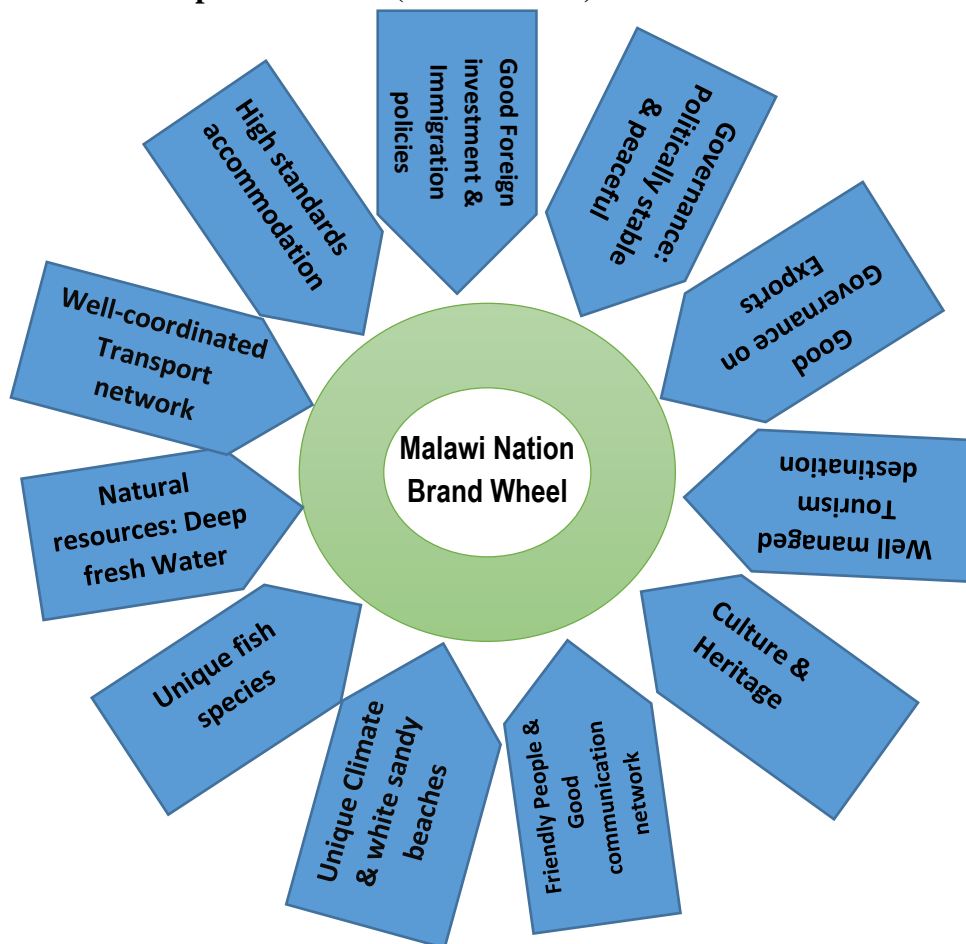 Malawi Nation
Brand Wheel
Good Foreign
investment &
Immigration
policies
Governance:
Politically stable
& peaceful
Good
Governance on
Exports
Well managed
Tourism
destination
Culture &
Heritage
Friendly People &
Good
communication
network
Unique Climate
& white sandy
beaches
Unique fish
species
Natural
resources: Deep
fresh Water
Well-coordinated
Transport
network
High standards
accommodation